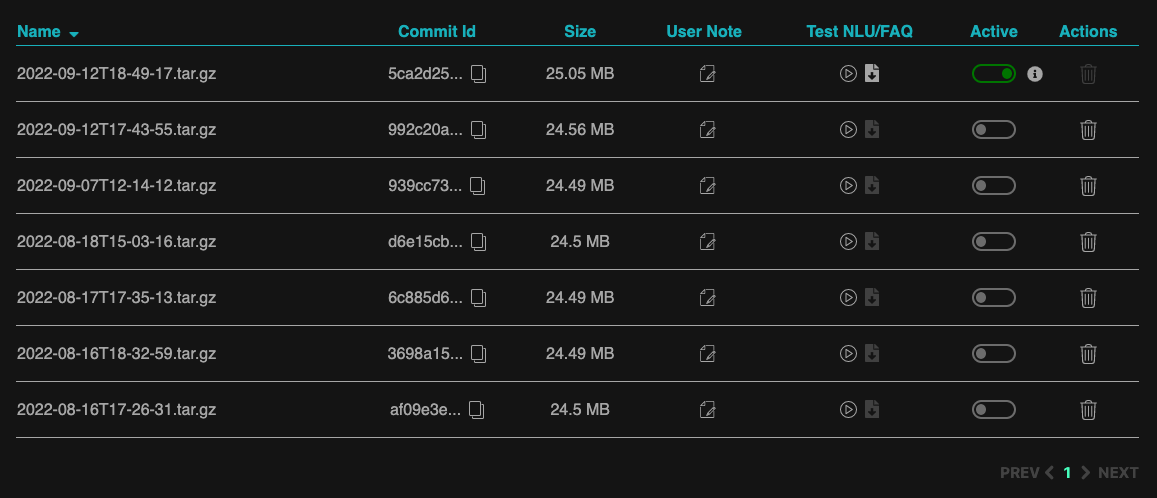 Name Commit Id Size User Note Test NLU/FAQ Active Actions
2022-09-12T18-49-17.tar.gz 5ca2d25... 25.05 MB
2022-09-12T17-43-55.tar.gz 992c20a... 24.56 MB
2022-09-07T12-14-12.tar.gz 939cc73... 24.49 MB
2022-08-18T15-03-16.tar.gz d6e15cb... 24.5 MB
2022-08-17T17-35-13.tar.gz 6c885d6... 24.49 MB
2022-08-16T18-32-59.tar.gz 3698a15... 24.49 MB
2022-08-16T17-26-31.tar.gz af09e3e... 24.5 MB
PREV 1 NEXT